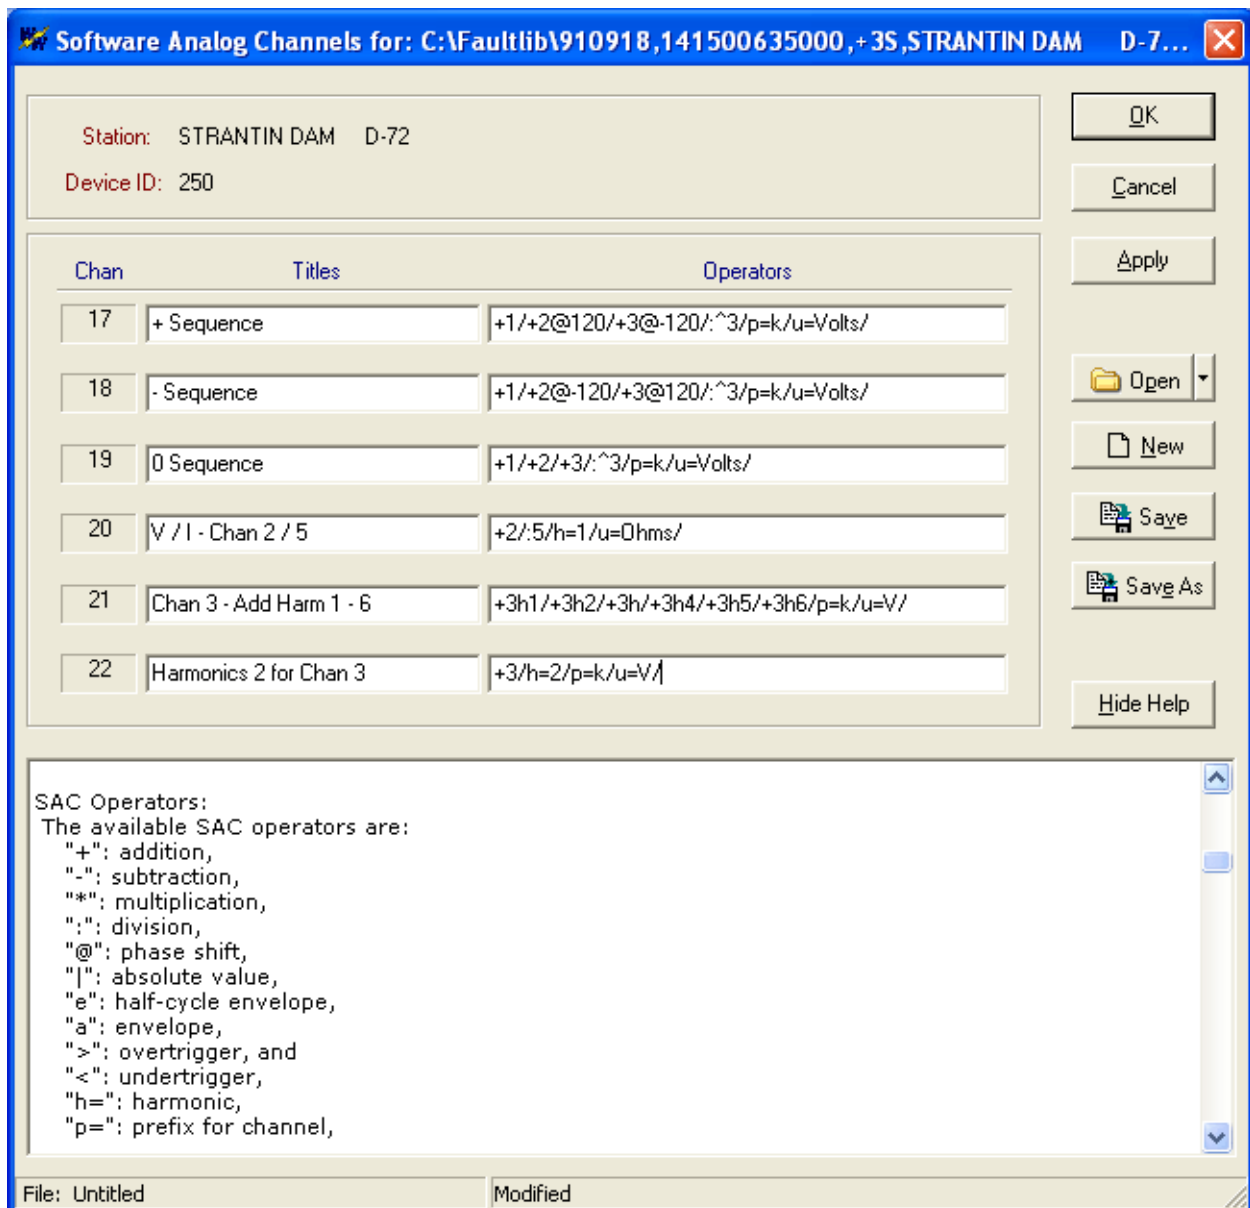 Software Analog Channels for: C:\Faultlib\910918,141500635000,+3S,STRANTIN DAM D-7...
Station: STRANTIN DAM D-72
Device ID: 250
OK
Cancel
Apply
Chan Titles Operators
17 + Sequence +1/+2@120/+3@-120/:^3/p=k/u=Volts/
18 - Sequence +1/+2@-120/+3@120/:^3/p=k/u=Volts/
19 0 Sequence +1/+2/+3/:^3/p=k/u=Volts/
20 V / I - Chan 2 / 5 +2/:5/h=1/u=Ohms/
21 Chan 3 - Add Harm 1 - 6 +3h1/+3h2/+3h/+3h4/+3h5/+3h6/p=k/u=V/
22 Harmonics 2 for Chan 3 +3/h=2/p=k/u=V/
Open
New
Save
Save As
Hide Help
SAC Operators:
The available SAC operators are:
"+": addition,
"-": subtraction,
"*": multiplication,
":": division,
"@": phase shift,
"|": absolute value,
"e": half-cycle envelope,
"a": envelope,
">": overtrigger, and
"<": undertrigger,
"h=": harmonic,
"p=": prefix for channel,
File: Untitled Modified